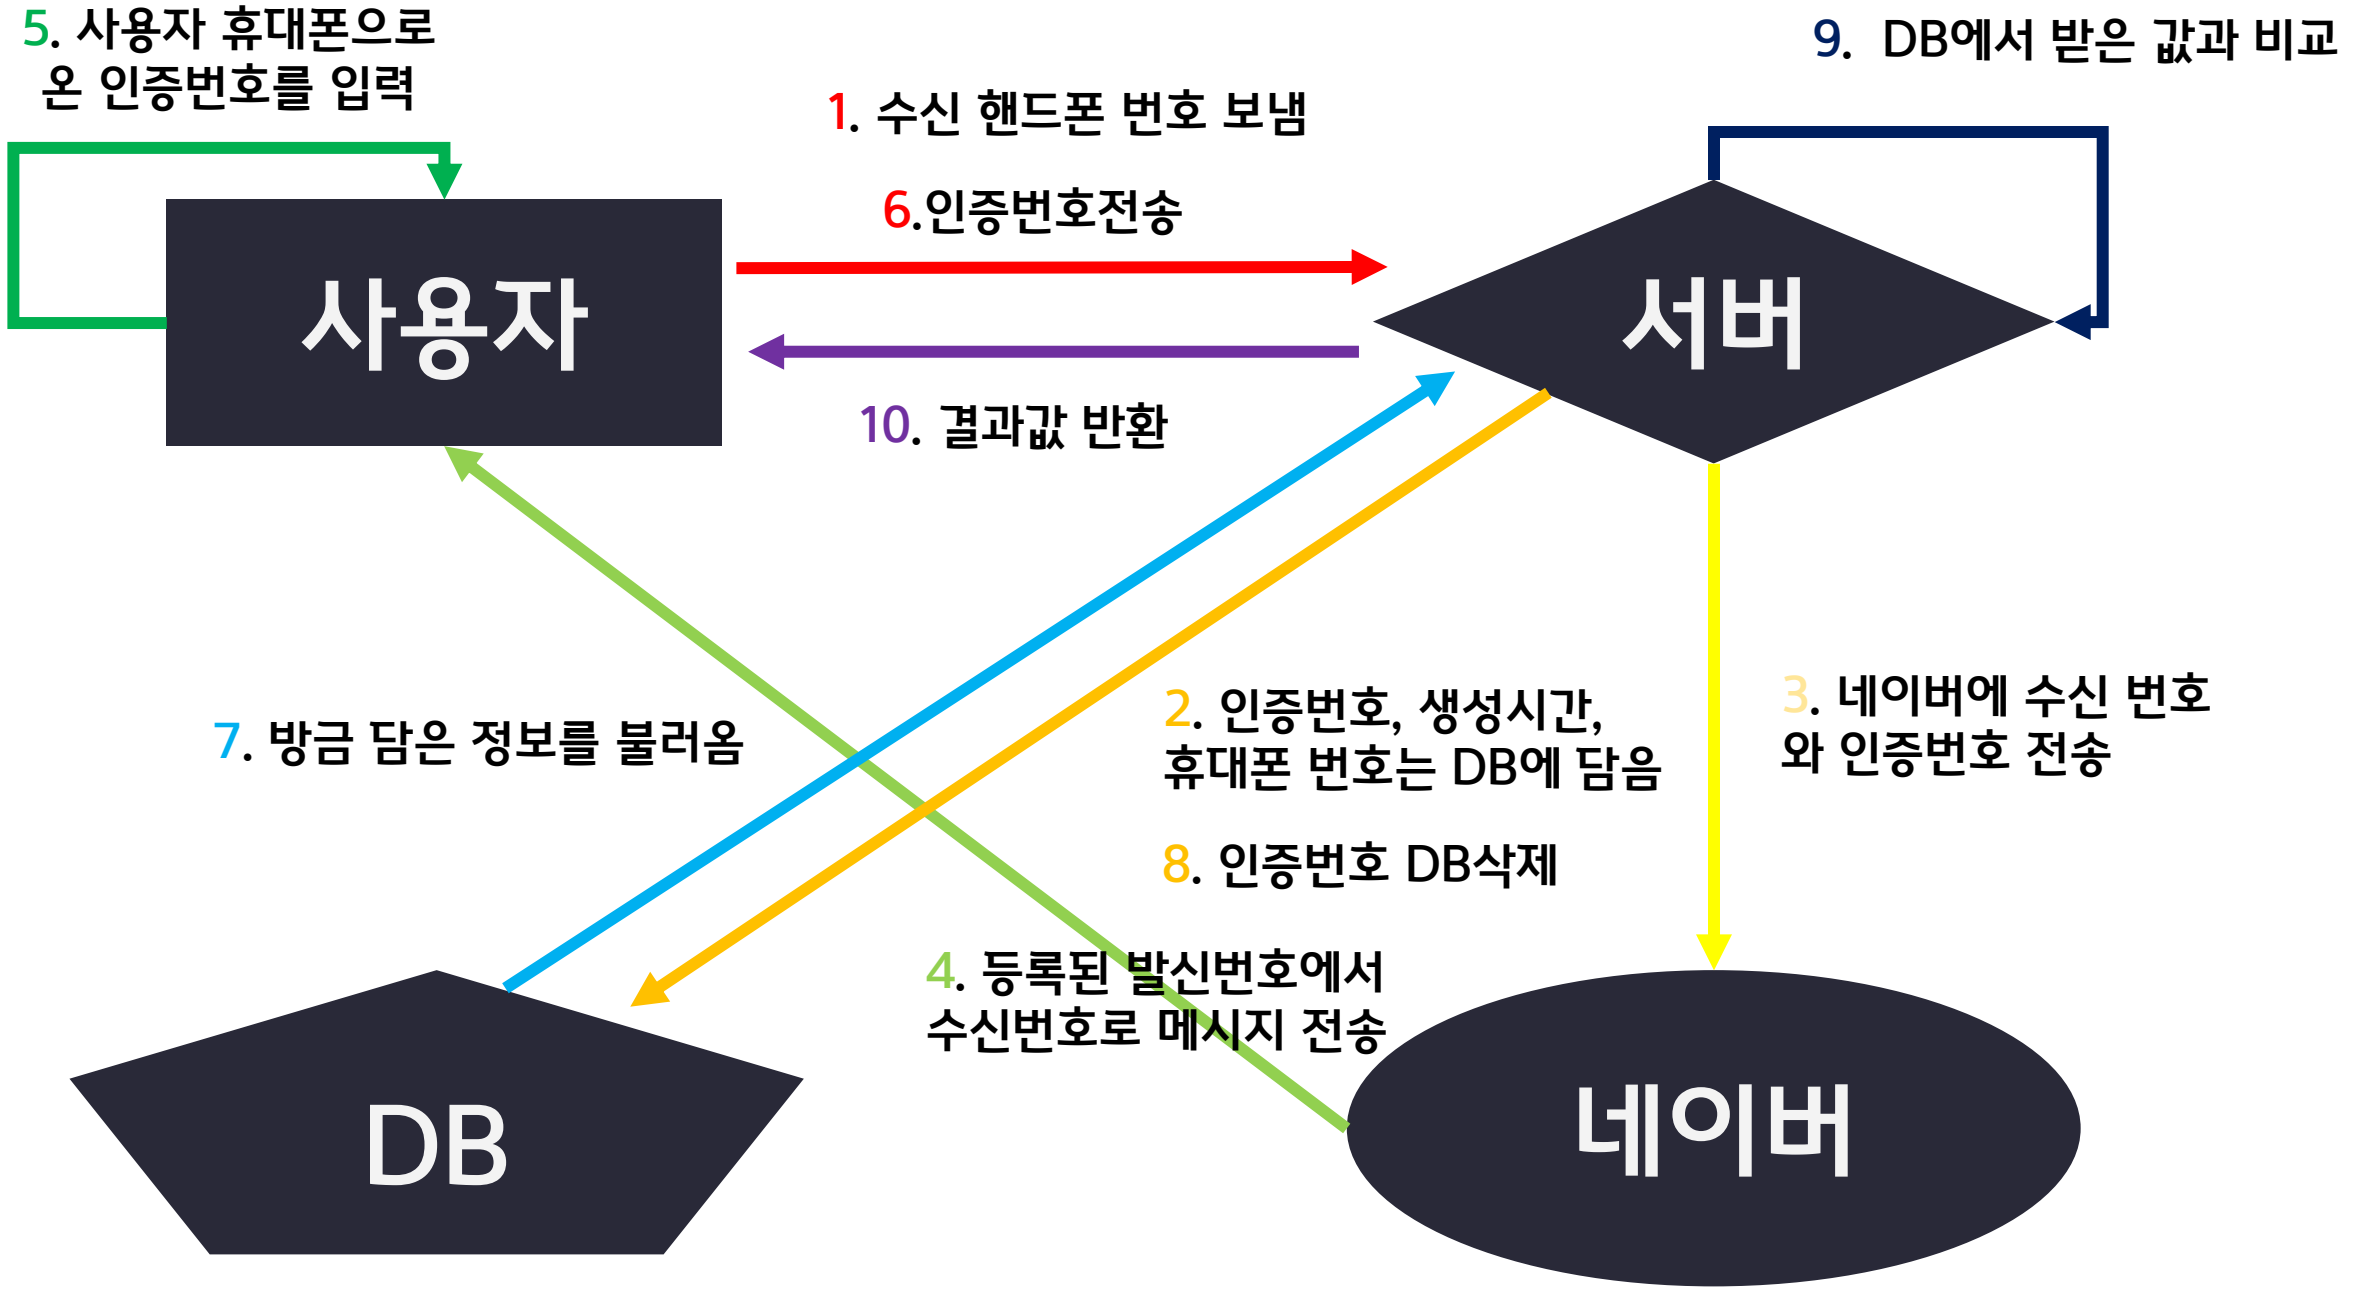 5. 사용자 휴대폰으로
온 인증번호를 입력
9. DB에서 받은 값과 비교
1. 수신 핸드폰 번호 보냄
6.인증번호전송
사용자
서버
10. 결과값 반환
7. 방금 담은 정보를 불러옴
2. 인증번호, 생성시간,
휴대폰 번호는 DB에 담음
3. 네이버에 수신 번호
와 인증번호 전송
8. 인증번호 DB삭제
4. 등록된 발신번호에서
수신번호로 메시지 전송
DB
네이버